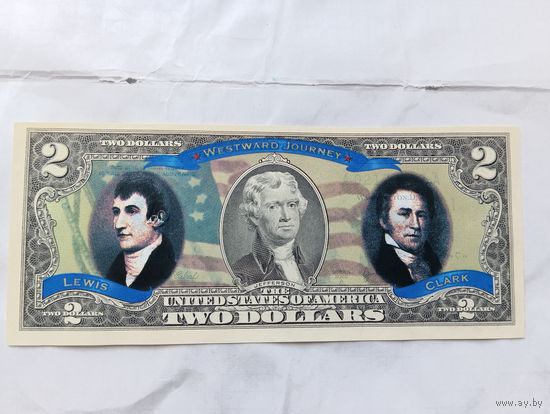 2 TWO DOLLARS WESTWARD JOURNEY TWO DOLLARS 2
LEWIS JEFFERSON CLARK
THE
UNITED STATES OF AMERICA
2 TWO DOLLARS 2
TWO DOLLARS TWO DOLLARS
www.ay.by